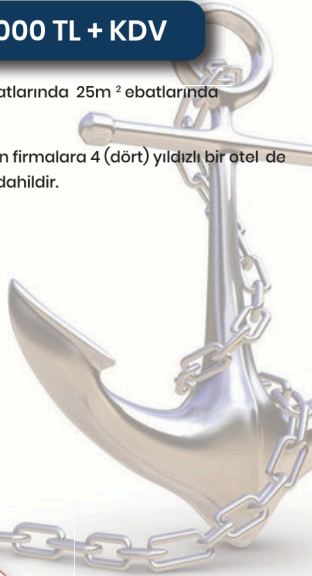 000 TL + KDV
atlarında 25m ² ebatlarında
n firmalara 4 (dört) yıldızlı bir otel de
dahildir.